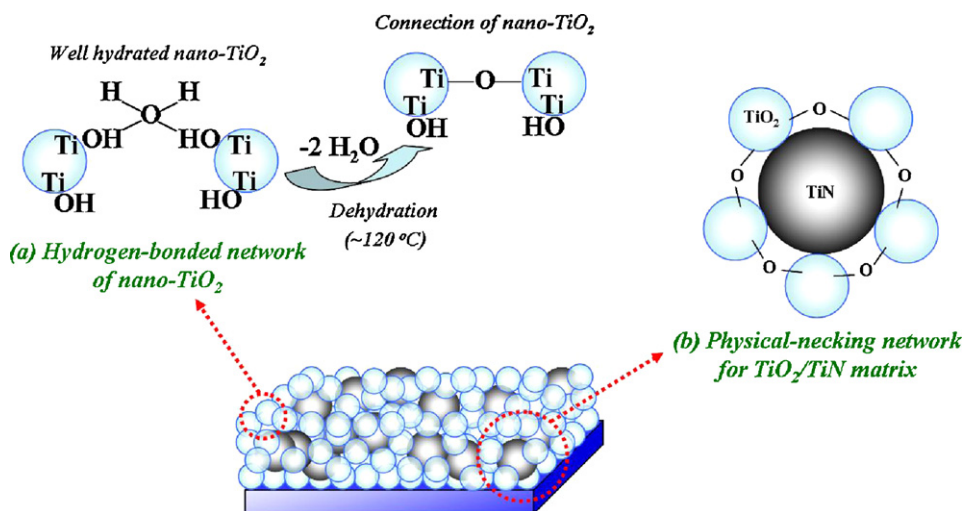 Well hydrated nano-TiO2
H H
O
OH HO
Ti Ti
Ti Ti
OH HO
-2 H2O
Dehydration
(~120 °C)
Connection of nano-TiO2
Ti O Ti
Ti Ti
OH HO
(a) Hydrogen-bonded network
of nano-TiO2
TiO2 O
O O
TiN
O O
(b) Physical-necking network
for TiO2/TiN matrix